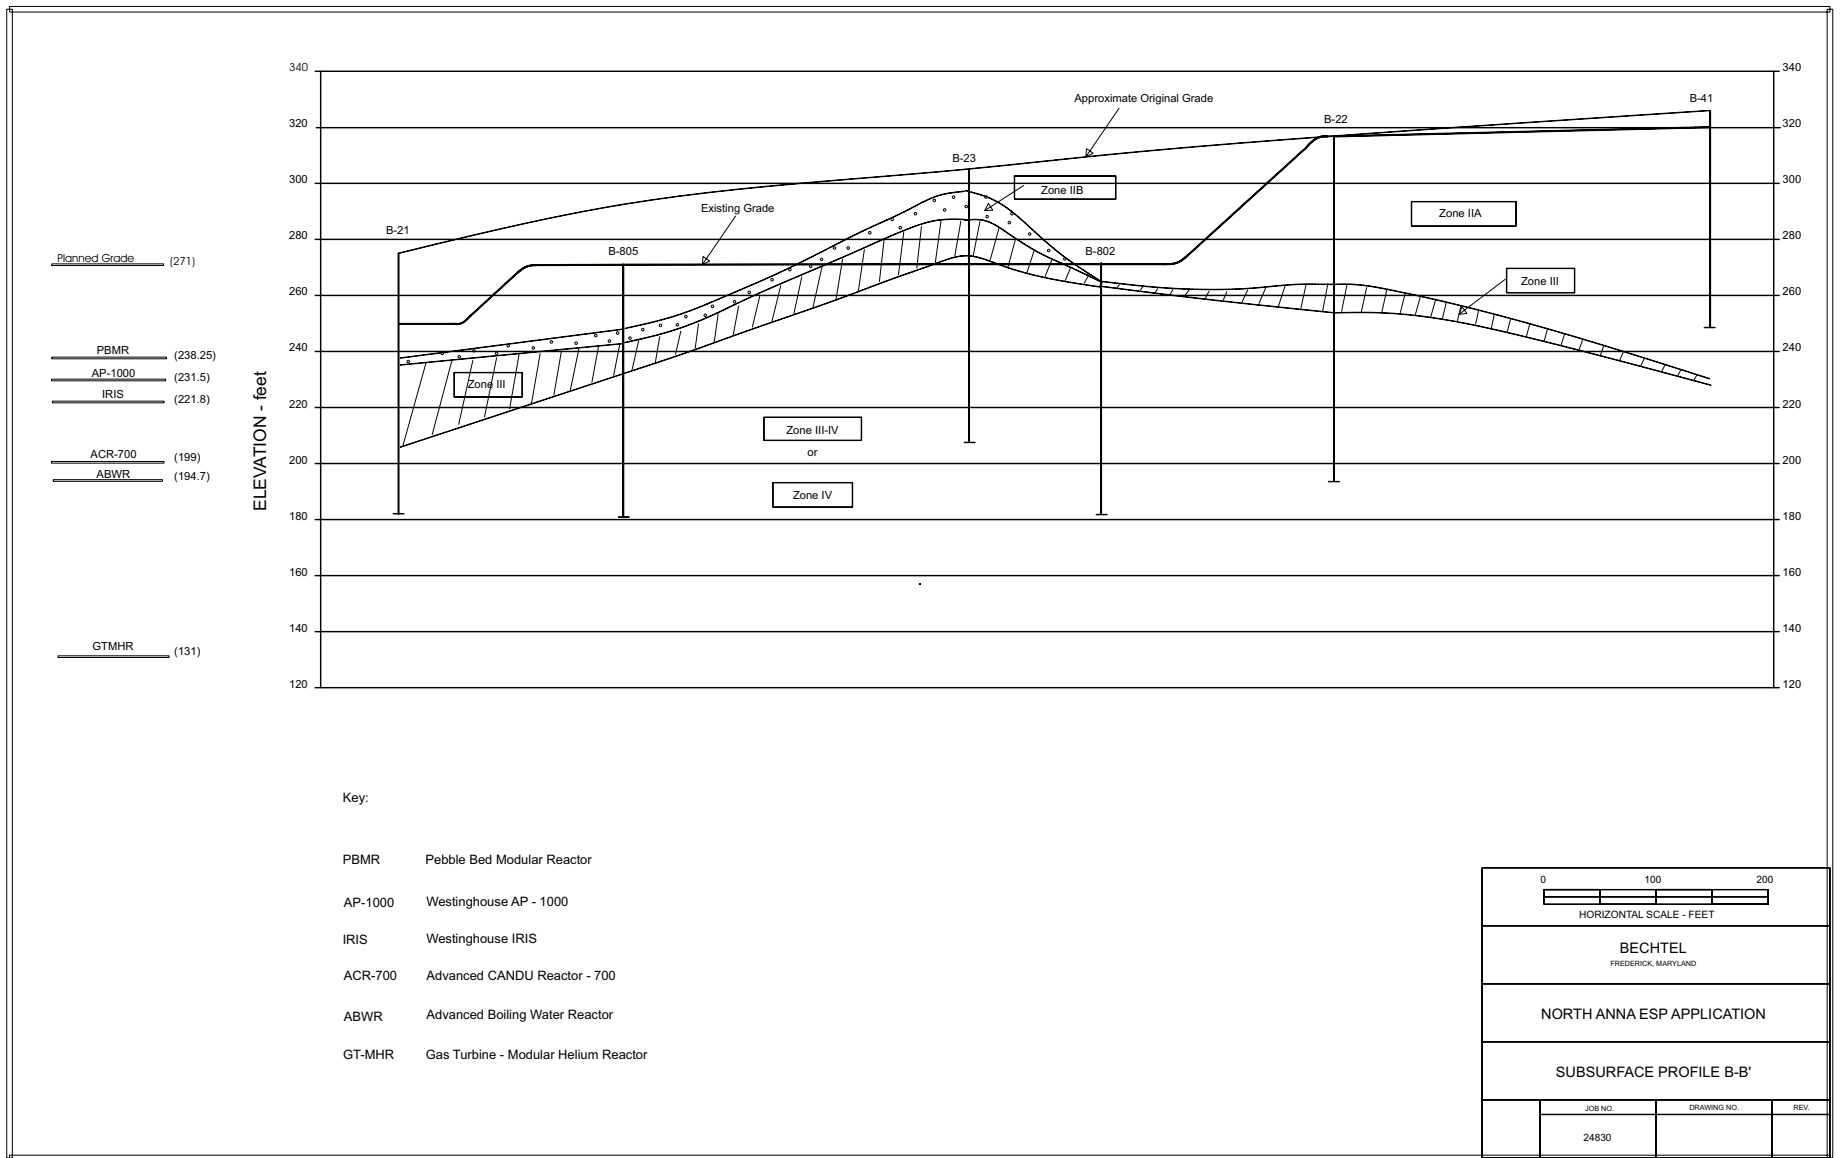 340
340
Approximate Original Grade
B-41
B-22
320
320
B-23
300
Zone IIB
300
Existing Grade
Zone IIA
B-21
280
280
B-805
B-802
Planned Grade (271)
Zone III
260
260
PBMR (238.25)
240
240
AP-1000 (231.5)
Zone III
IRIS (221.8)
220
220
ELEVATION - feet
Zone III-IV
or
Zone IV
ACR-700 (199)
200
200
ABWR (194.7)
180
180
160
160
140
140
GTMHR (131)
120
120
Key:
PBMR Pebble Bed Modular Reactor
AP-1000 Westinghouse AP - 1000
IRIS Westinghouse IRIS
ACR-700 Advanced CANDU Reactor - 700
ABWR Advanced Boiling Water Reactor
GT-MHR Gas Turbine - Modular Helium Reactor
0 100 200
HORIZONTAL SCALE - FEET
BECHTEL
FREDERICK, MARYLAND
NORTH ANNA ESP APPLICATION
SUBSURFACE PROFILE B-B'
JOB NO. DRAWING NO. REV.
24830